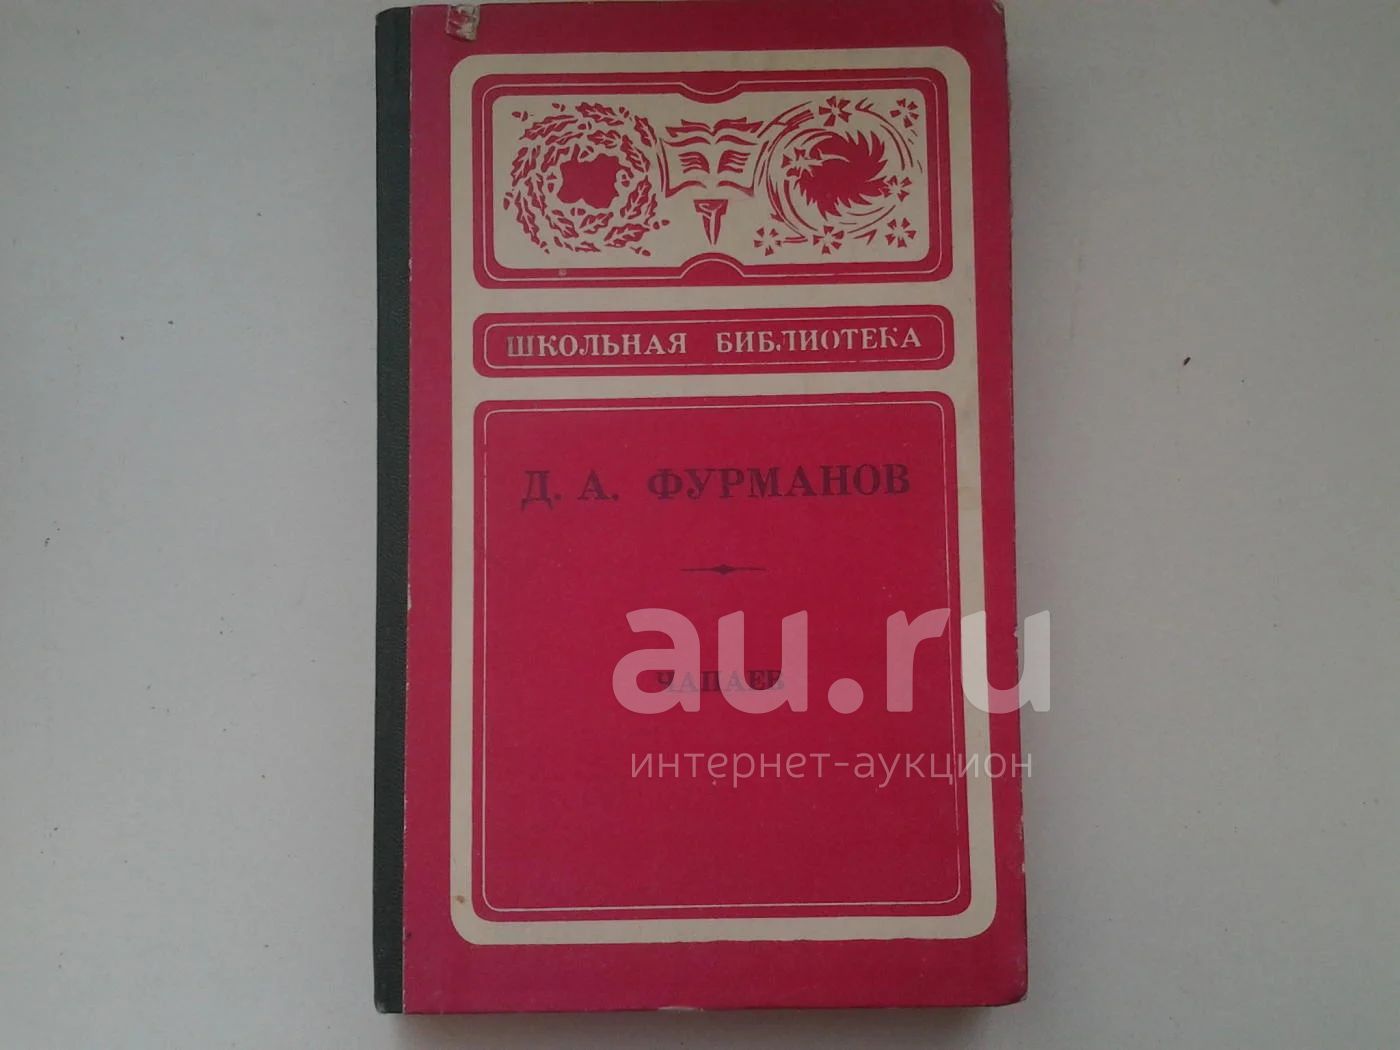 ШКОЛЬНАЯ БИБЛИОТЕКА
Д. А. ФУРМАНОВ
ЧАПАЕВ
au.ru
интернет-аукцион